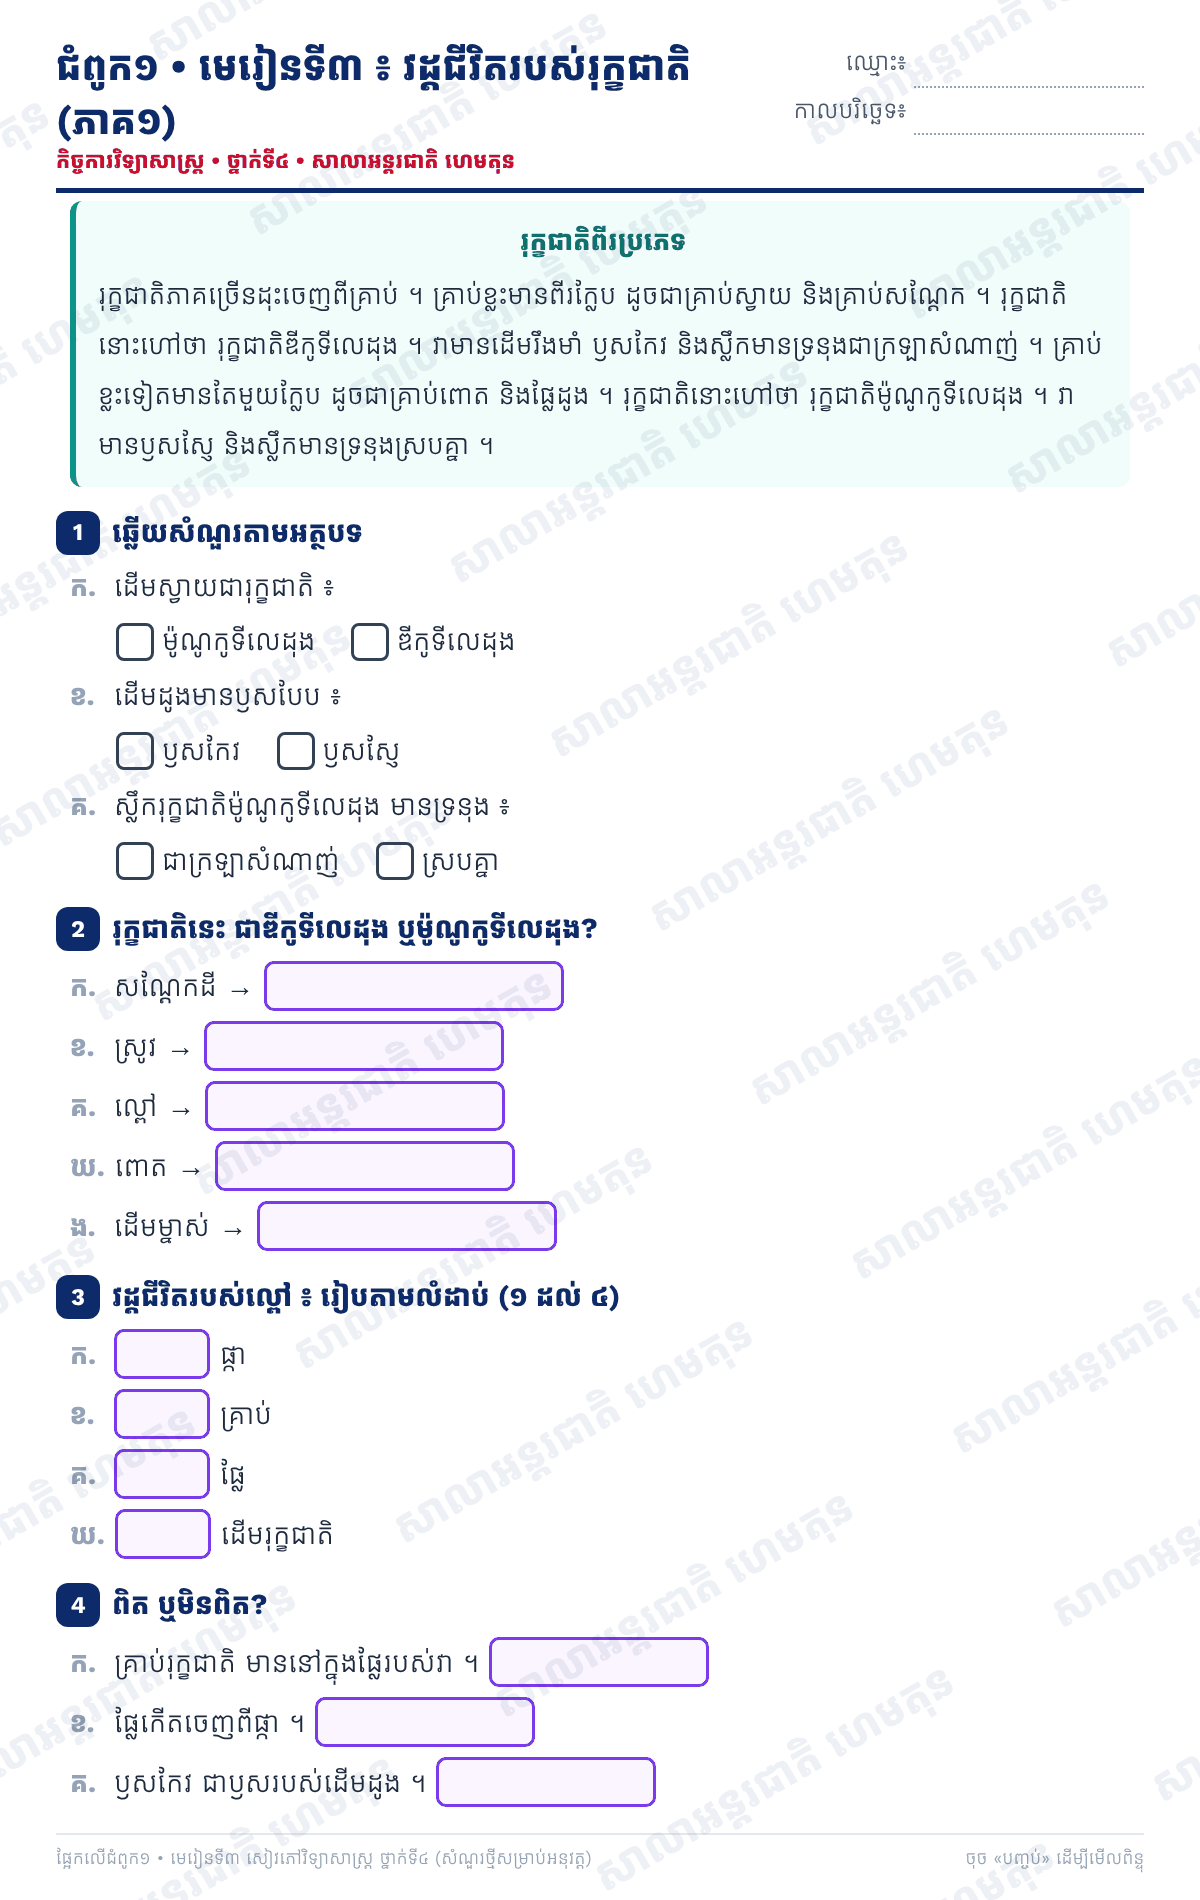 ជំពូក១ • មេរៀនទី៣ ៖ វដ្តជីវិតរបស់រុក្ខជាតិ
(ភាគ១)
កិច្ចការវិទ្យាសាស្ត្រ • ថ្នាក់ទី៤ • សាលាអន្តរជាតិ ហេមតុន
ឈ្មោះ៖
កាលបរិច្ឆេទ៖
រុក្ខជាតិពីរប្រភេទ
រុក្ខជាតិភាគច្រើនដុះចេញពីគ្រាប់ ។ គ្រាប់ខ្លះមានពីរក្លែប ដូចជាគ្រាប់ស្វាយ និងគ្រាប់សណ្ដែក ។ រុក្ខជាតិ
នោះហៅថា រុក្ខជាតិឌីកូទីលេដុង ។ វាមានដើមរឹងមាំ ឫសកែវ និងស្លឹកមានទ្រនុងជាក្រឡាសំណាញ់ ។ គ្រាប់
ខ្លះទៀតមានតែមួយក្លែប ដូចជាគ្រាប់ពោត និងផ្លែដូង ។ រុក្ខជាតិនោះហៅថា រុក្ខជាតិម៉ូណូកូទីលេដុង ។ វា
មានឫសស្ញែ និងស្លឹកមានទ្រនុងស្របគ្នា ។
1 ឆ្លើយសំណួរតាមអត្ថបទ
ក. ដើមស្វាយជារុក្ខជាតិ ៖
ម៉ូណូកូទីលេដុង ឌីកូទីលេដុង
ខ. ដើមដូងមានឫសបែប ៖
ឫសកែវ ឫសស្ញែ
គ. ស្លឹករុក្ខជាតិម៉ូណូកូទីលេដុង មានទ្រនុង ៖
ជាក្រឡាសំណាញ់ ស្របគ្នា
2 រុក្ខជាតិនេះ ជាឌីកូទីលេដុង ឬម៉ូណូកូទីលេដុង?
ក. សណ្ដែកដី →
ខ. ស្រូវ →
គ. ល្ពៅ →
ឃ. ពោត →
ង. ដើមម្នាស់ →
3 វដ្តជីវិតរបស់ល្ពៅ ៖ រៀបតាមលំដាប់ (១ ដល់ ៤)
ក. ផ្កា
ខ. គ្រាប់
គ. ផ្លែ
ឃ. ដើមរុក្ខជាតិ
4 ពិត ឬមិនពិត?
ក. គ្រាប់រុក្ខជាតិ មាននៅក្នុងផ្លែរបស់វា ។
ខ. ផ្លែកើតចេញពីផ្កា ។
គ. ឫសកែវ ជាឫសរបស់ដើមដូង ។
ផ្អែកលើជំពូក១ • មេរៀនទី៣ សៀវភៅវិទ្យាសាស្ត្រ ថ្នាក់ទី៤ (សំណួរថ្មីសម្រាប់អនុវត្ត)
ចុច «បញ្ចប់» ដើម្បីមើលពិន្ទុ